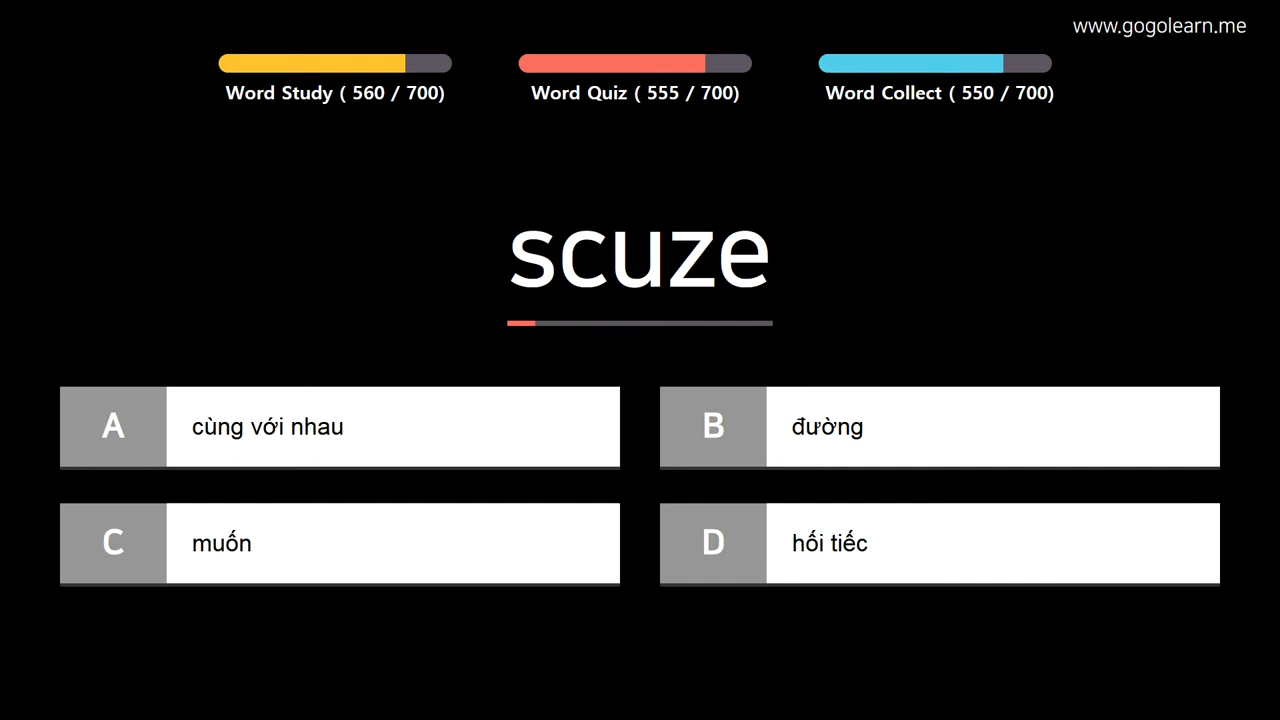 www.gogolearn.me
Word Study ( 560 / 700)
Word Quiz ( 555 / 700)
Word Collect ( 550 / 700)
scuze
A
cùng với nhau
B
đường
C
muốn
D
hối tiếc